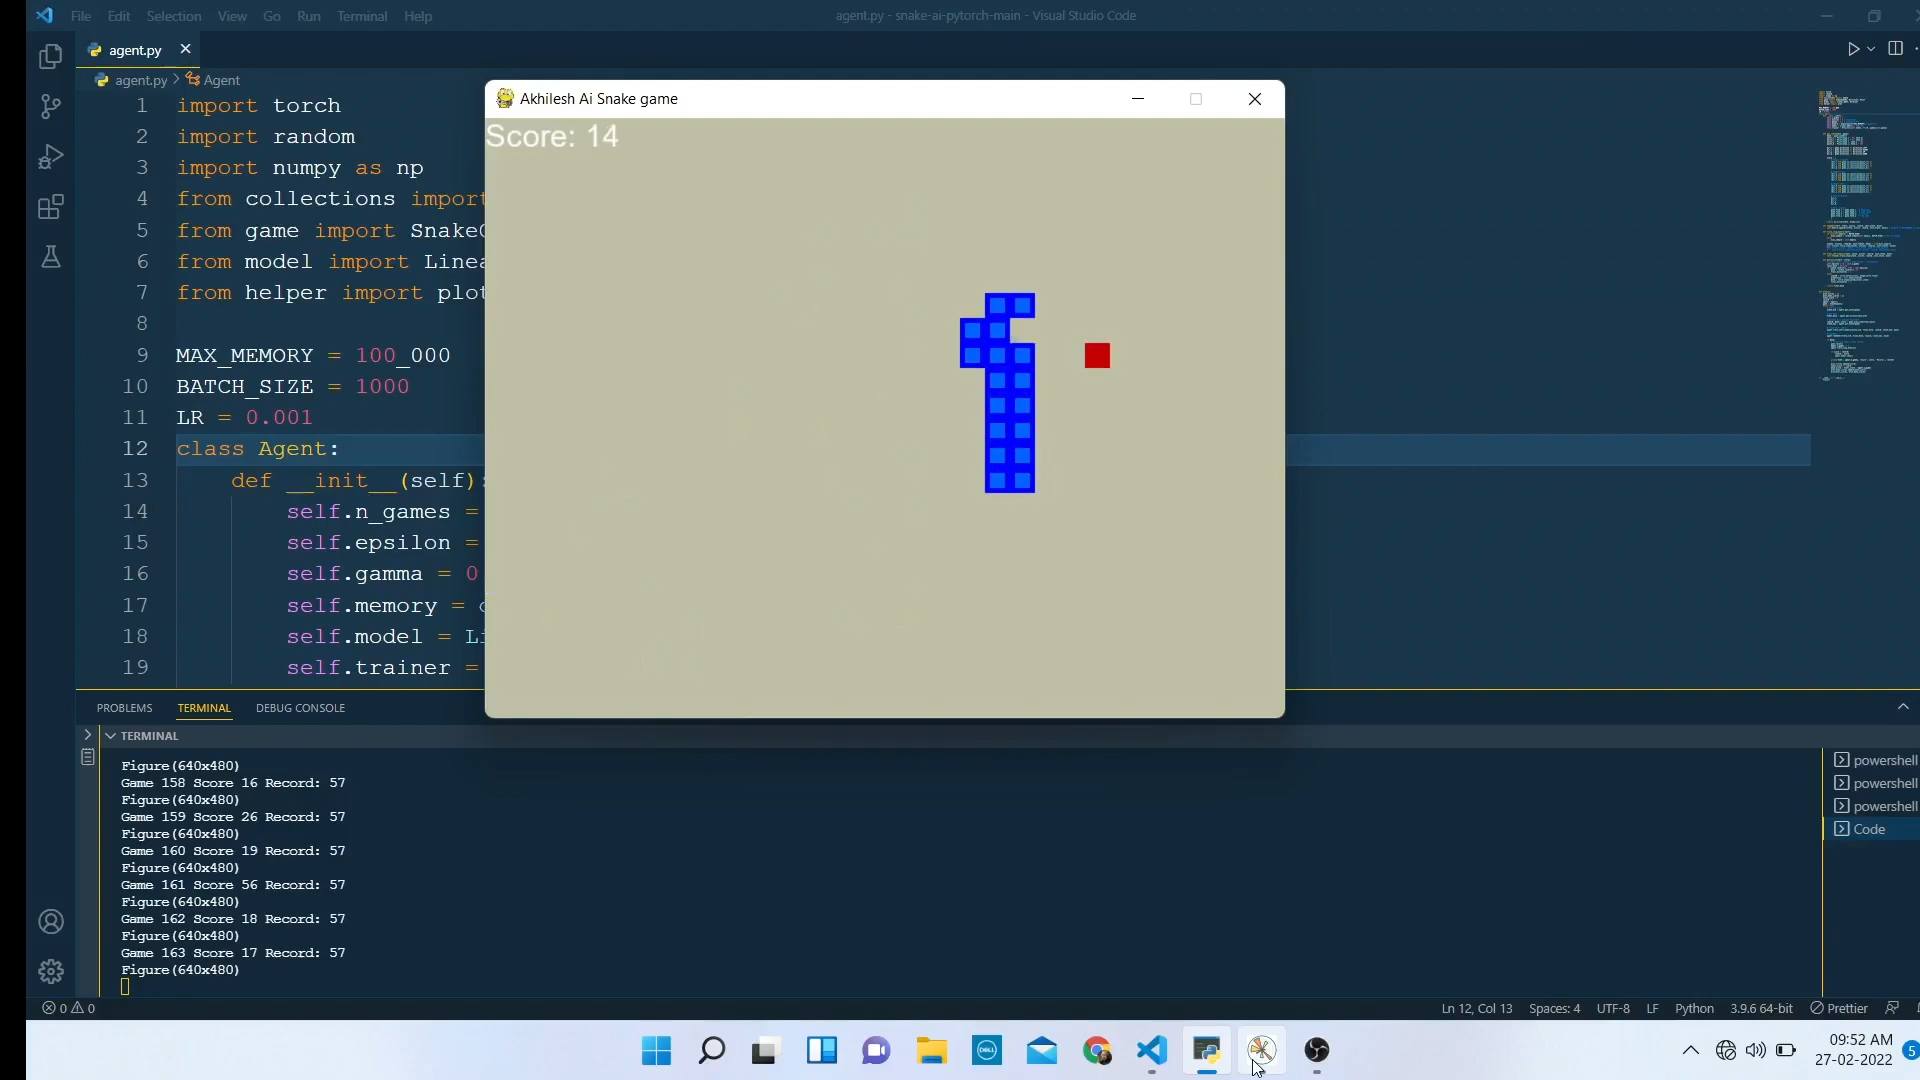 File Edit Selection View Go Run Terminal Help
agent.py - snake-ai-pytorch-main - Visual Studio Code
agent.py
agent.py > Agent
1 import torch
2 import random
3 import numpy as np
4 from collections import
5 from game import Snake
6 from model import Line
7 from helper import plo
8
9 MAX_MEMORY = 100_000
10 BATCH_SIZE = 1000
11 LR = 0.001
12 class Agent:
13 def __init__(self):
14 self.n_games =
15 self.epsilon =
16 self.gamma = 0
17 self.memory =
18 self.model = Li
19 self.trainer =
Akhilesh Ai Snake game
Score: 14
PROBLEMS TERMINAL DEBUG CONSOLE
TERMINAL
Figure(640x480)
Game 158 Score 16 Record: 57
Figure(640x480)
Game 159 Score 26 Record: 57
Figure(640x480)
Game 160 Score 19 Record: 57
Figure(640x480)
Game 161 Score 56 Record: 57
Figure(640x480)
Game 162 Score 18 Record: 57
Figure(640x480)
Game 163 Score 17 Record: 57
Figure(640x480)
powershell
powershell
powershell
Code
0 0
Ln 12, Col 13 Spaces: 4 UTF-8 LF Python 3.9.6 64-bit Prettier
DELL
09:52 AM
27-02-2022
5